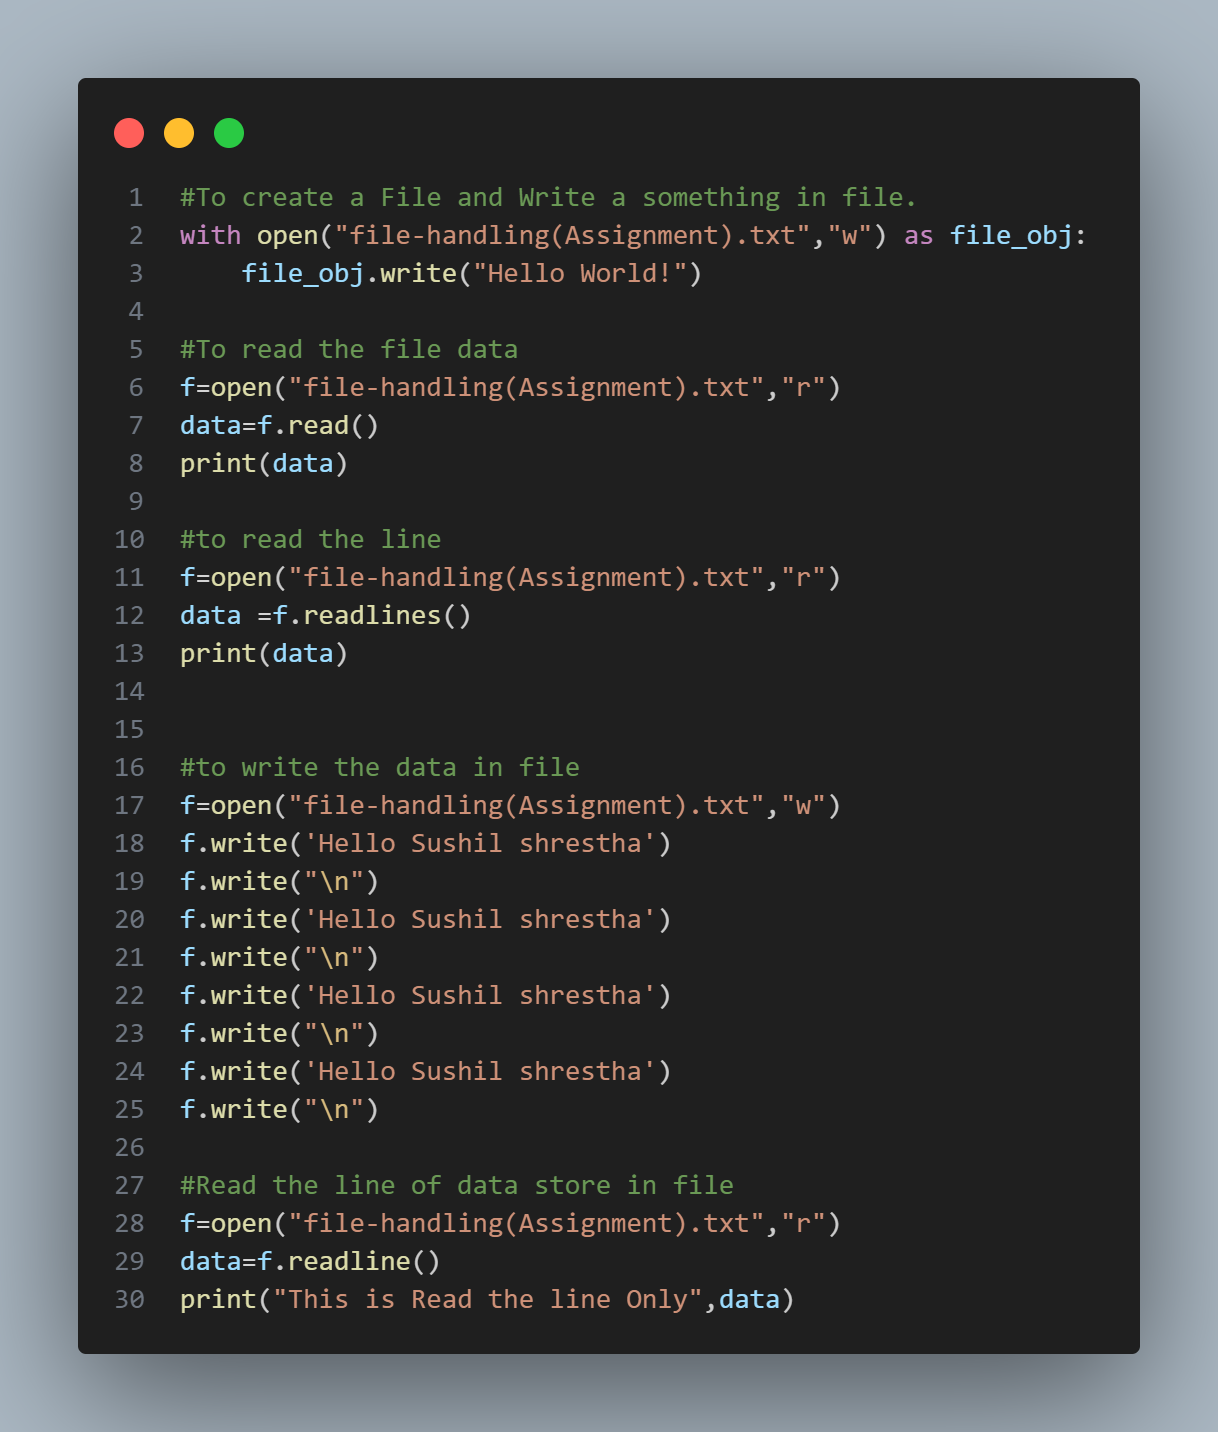 1 #To create a File and Write a something in file.
2 with open("file-handling(Assignment).txt","w") as file_obj:
3     file_obj.write("Hello World!")
4
5 #To read the file data
6 f=open("file-handling(Assignment).txt","r")
7 data=f.read()
8 print(data)
9
10 #to read the line
11 f=open("file-handling(Assignment).txt","r")
12 data =f.readlines()
13 print(data)
14
15
16 #to write the data in file
17 f=open("file-handling(Assignment).txt","w")
18 f.write('Hello Sushil shrestha')
19 f.write("\n")
20 f.write('Hello Sushil shrestha')
21 f.write("\n")
22 f.write('Hello Sushil shrestha')
23 f.write("\n")
24 f.write('Hello Sushil shrestha')
25 f.write("\n")
26
27 #Read the line of data store in file
28 f=open("file-handling(Assignment).txt","r")
29 data=f.readline()
30 print("This is Read the line Only",data)